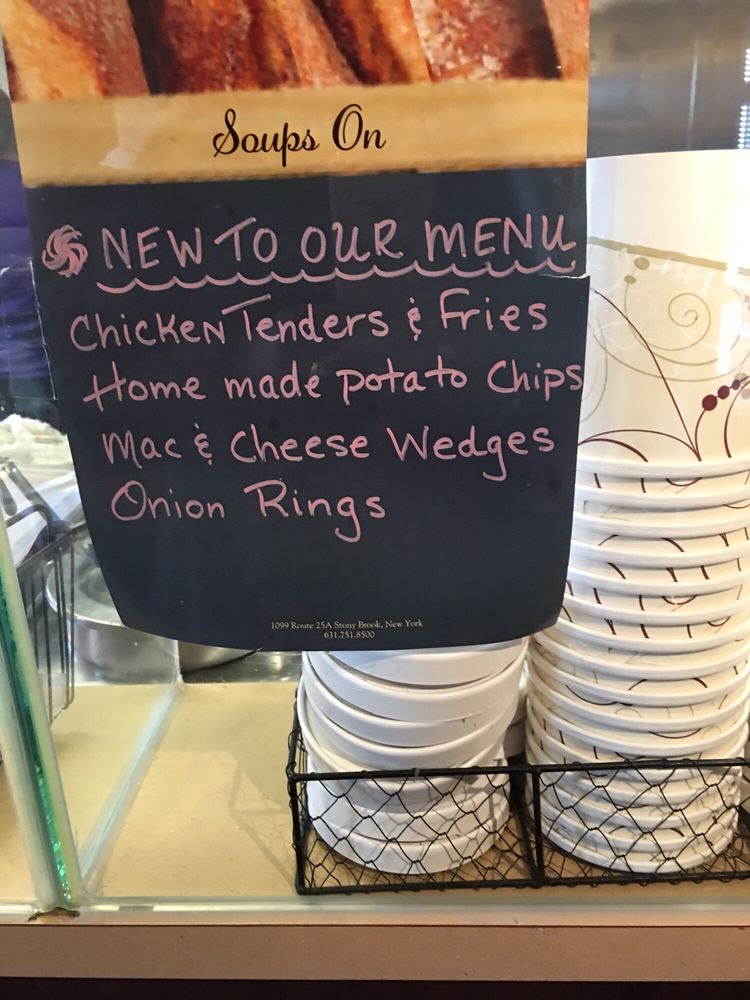 Soups On
NEW TO OUR MENU
Chicken Tenders & Fries
Home made potato Chips
Mac & Cheese Wedges
Onion Rings
1099 Route 25A Stony Brook, New York
631.751.8500